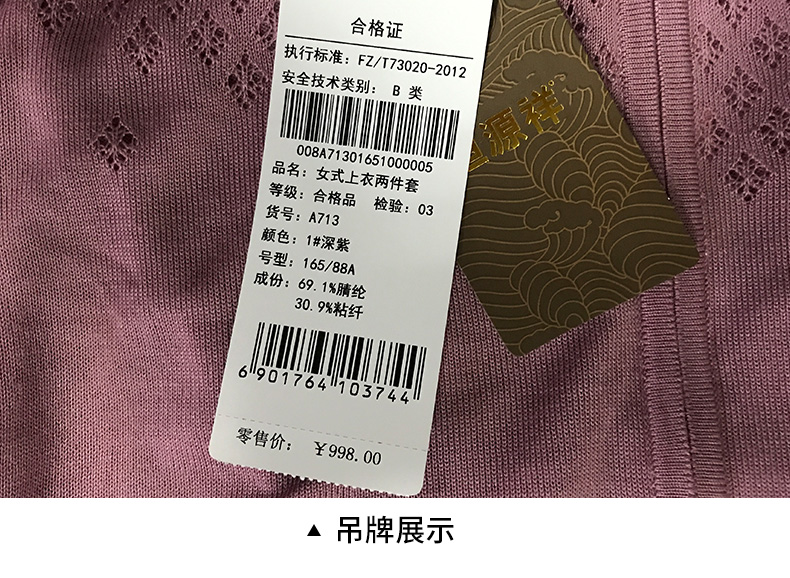 合格证
执行标准: FZ/T73020-2012
安全技术类别: B 类
008A71301651000005
品名: 女式上衣两件套
等级: 合格品 检验: 03
货号: A713
颜色: 1#深紫
号型: 165/88A
成份: 69.1%腈纶
30.9%粘纤
6 901764 103744
零售价: ¥998.00
源祥
▲ 吊牌展示